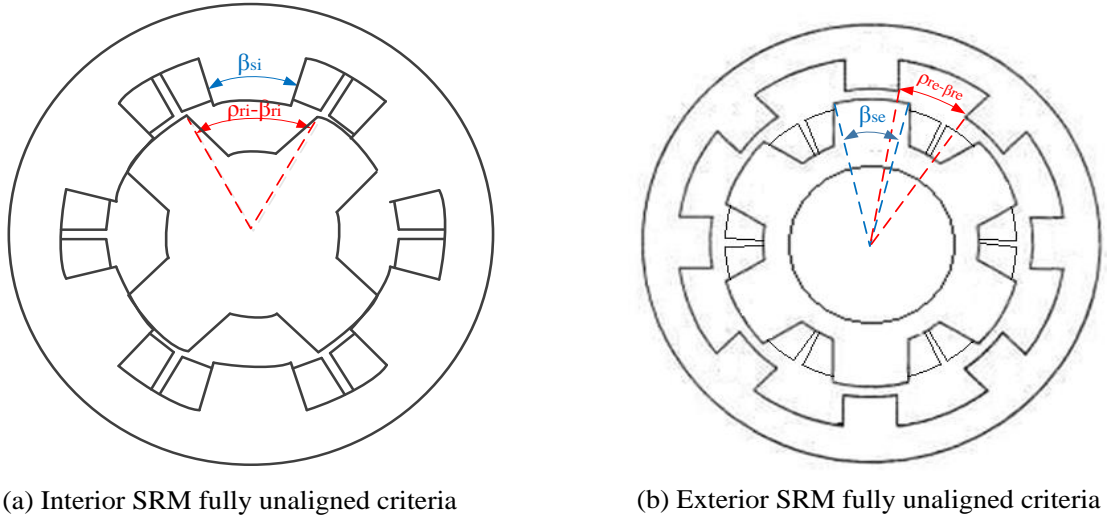 βsi
ρri-βri
ρre-βre
βse
(a) Interior SRM fully unaligned criteria
(b) Exterior SRM fully unaligned criteria